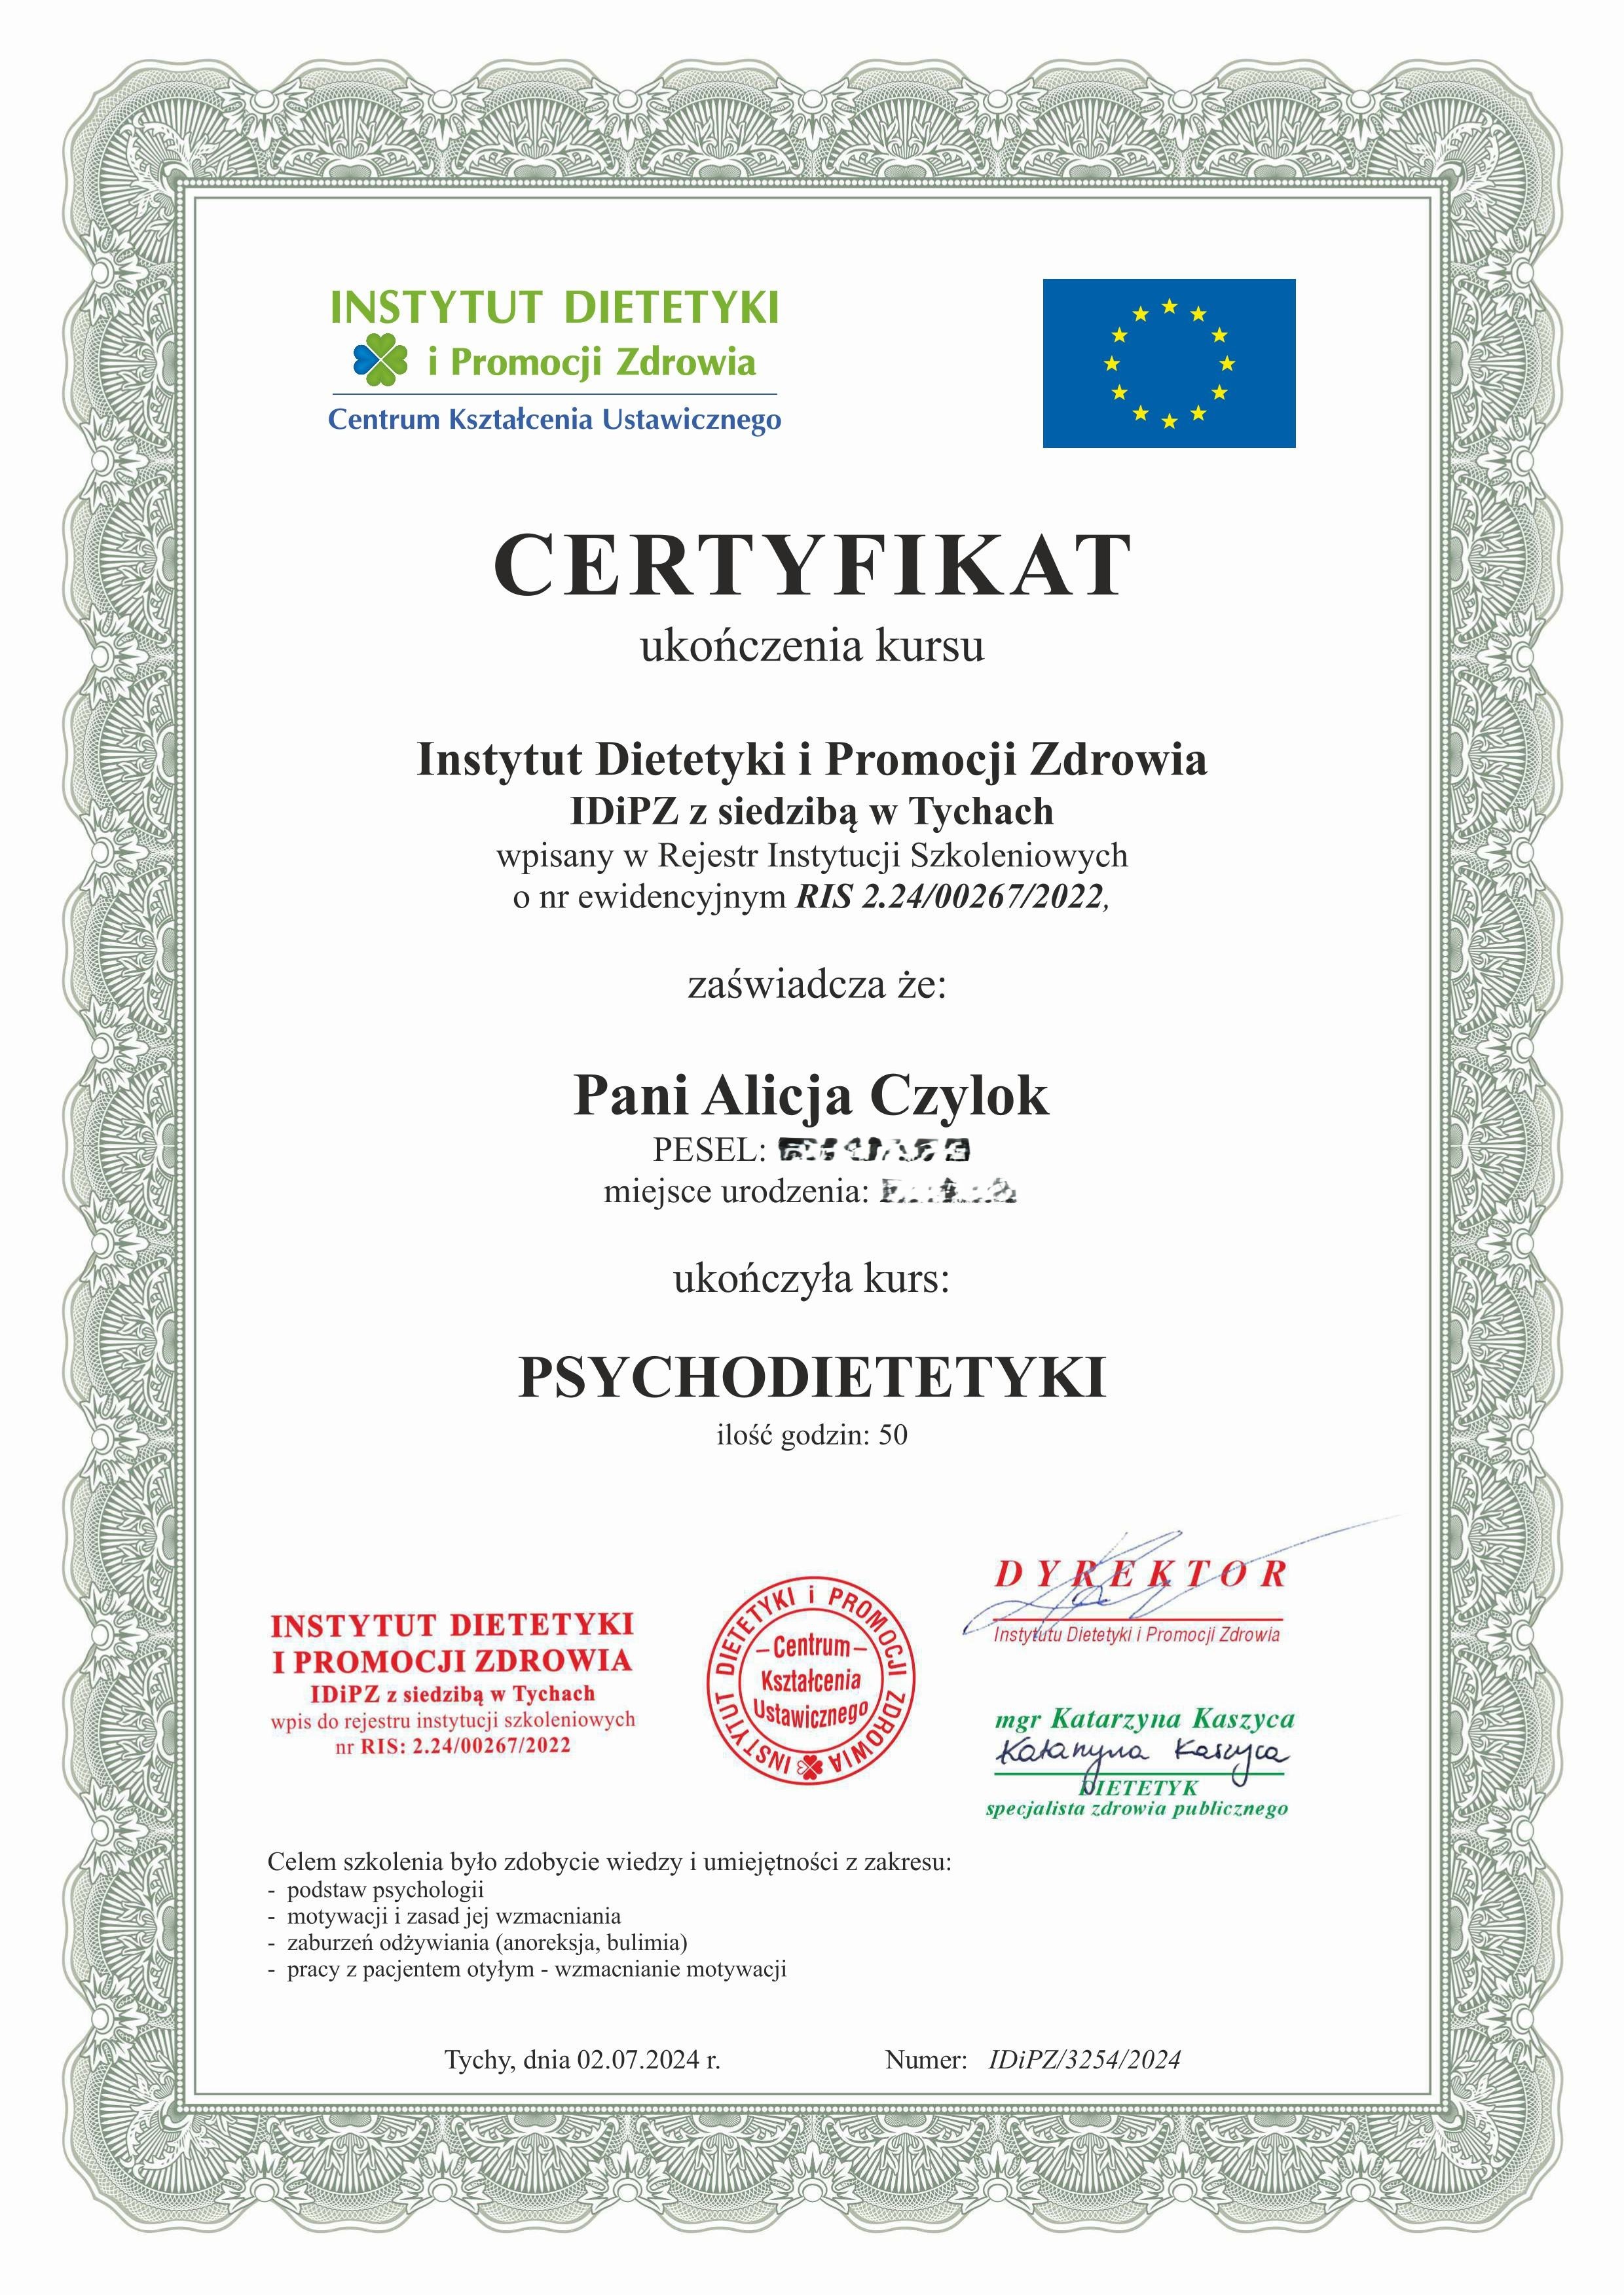 INSTYTUT DIETETYKI
i Promocji Zdrowia
Centrum Kształcenia Ustawicznego
CERTYFIKAT
ukończenia kursu
Instytut Dietetyki i Promocji Zdrowia
IDiPZ z siedzibą w Tychach
wpisany w Rejestr Instytucji Szkoleniowych
o nr ewidencyjnym RIS 2.24/00267/2022,
zaświadcza że:
Pani Alicja Czylok
PESEL:
miejsce urodzenia:
ukończyła kurs:
PSYCHODIETETYKI
ilość godzin: 50
INSTYTUT DIETETYKI
I PROMOCJI ZDROWIA
IDiPZ z siedzibą w Tychach
wpis do rejestru instytucji szkoleniowych
nr RIS: 2.24/00267/2022
INSTYTUT DIETETYKI i PROMOCJI ZDROWIA
Centrum
Kształcenia
Ustawicznego
DYREKTOR
Instytutu Dietetyki i Promocji Zdrowia
mgr Katarzyna Kaszyca
Katarzyna Kaszyca
DIETETYK
specjalista zdrowia publicznego
Celem szkolenia było zdobycie wiedzy i umiejętności z zakresu:
- podstaw psychologii
- motywacji i zasad jej wzmacniania
- zaburzeń odżywiania (anoreksja, bulimia)
- pracy z pacjentem otyłym - wzmacnianie motywacji
Tychy, dnia 02.07.2024 r. Numer: IDiPZ/3254/2024